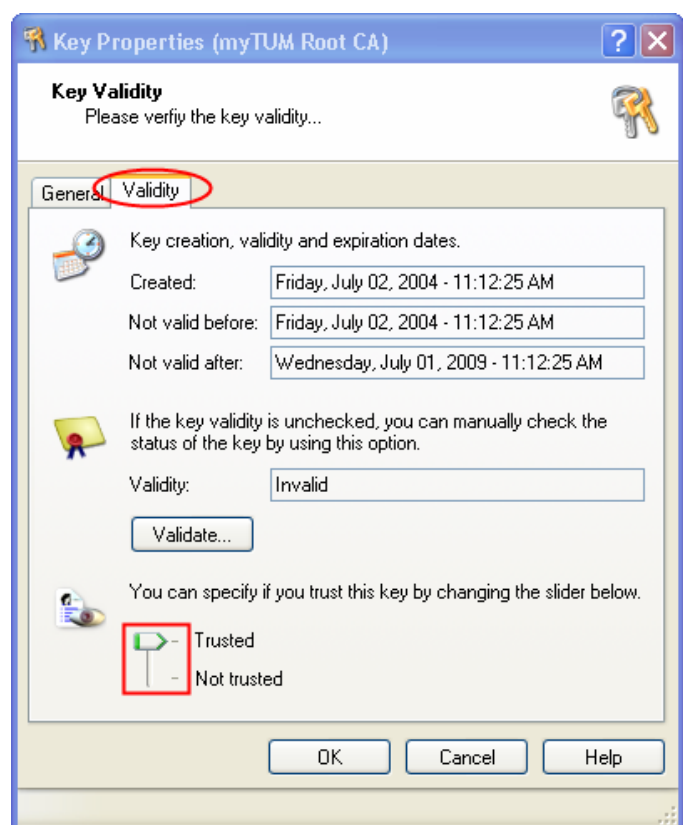 Key Properties (myTUM Root CA)
Key Validity
Please verfiy the key validity...
General Validity
Key creation, validity and expiration dates.
Created: Friday, July 02, 2004 - 11:12:25 AM
Not valid before: Friday, July 02, 2004 - 11:12:25 AM
Not valid after: Wednesday, July 01, 2009 - 11:12:25 AM
If the key validity is unchecked, you can manually check the
status of the key by using this option.
Validity: Invalid
Validate...
You can specify if you trust this key by changing the slider below.
Trusted
Not trusted
OK Cancel Help